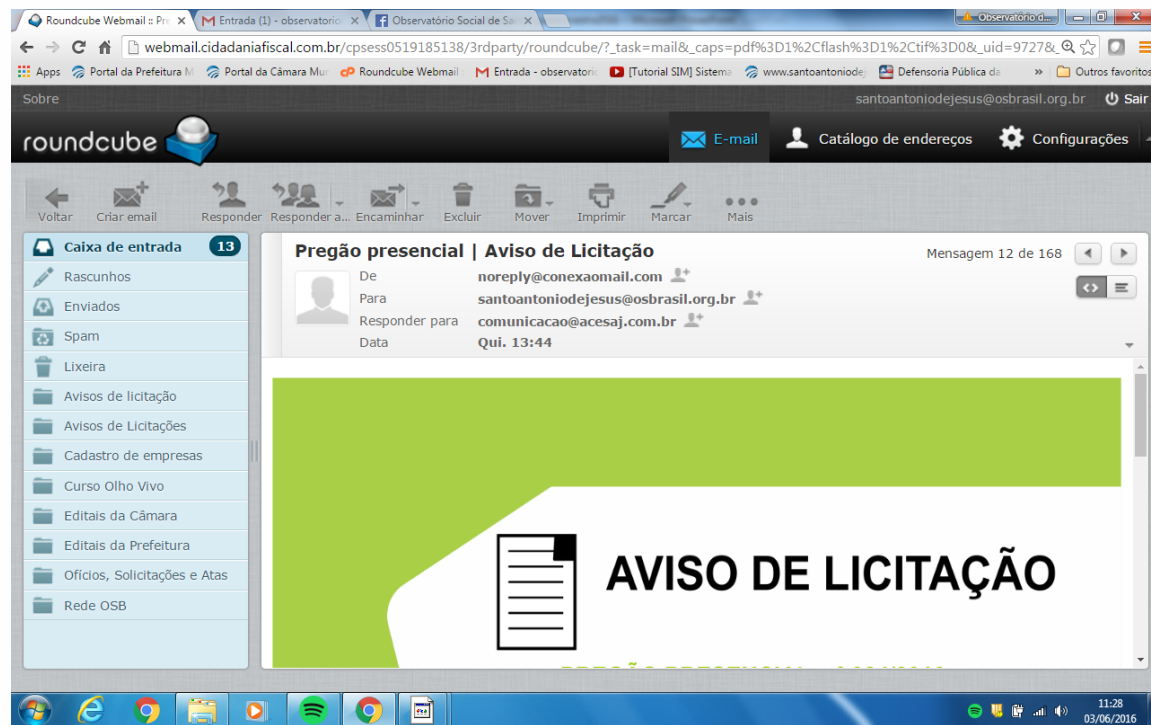 Roundcube Webmail :: Pre
Entrada (1) - observatorio
Observatório Social de Sa
Observatório d...
webmail.cidadaniafiscal.com.br/cpsess0519185138/3rdparty/roundcube/?_task=mail&_caps=pdf%3D1%2Cflash%3D1%2Ctif%3D0&_uid=9727&_
Apps Portal da Prefeitura M Portal da Câmara Mur Roundcube Webmail : Entrada - observatorio [Tutorial SIM] Sistema www.santoantoniodej Defensoria Pública da » Outros favoritos
Sobre santoantoniodejesus@osbrasil.org.br Sair
roundcube E-mail Catálogo de endereços Configurações
Voltar Criar email Responder Responder a... Encaminhar Excluir Mover Imprimir Marcar Mais
Caixa de entrada 13
Rascunhos
Enviados
Spam
Lixeira
Avisos de licitação
Avisos de Licitações
Cadastro de empresas
Curso Olho Vivo
Editais da Câmara
Editais da Prefeitura
Ofícios, Solicitações e Atas
Rede OSB
Pregão presencial | Aviso de Licitação Mensagem 12 de 168
De noreply@conexaomail.com
Para santoantoniodejesus@osbrasil.org.br
Responder para comunicacao@acesaj.com.br
Data Qui. 13:44
AVISO DE LICITAÇÃO
11:28
03/06/2016